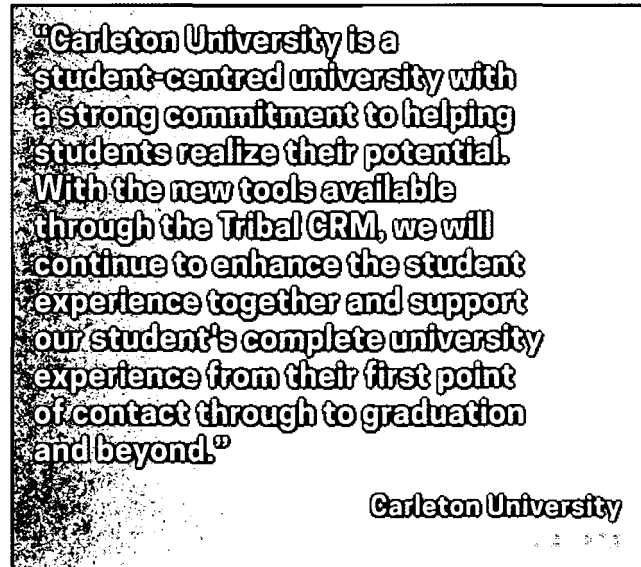 “Carleton University is a
student-centred university with
a strong commitment to helping
students realize their potential.
With the new tools available
through the Tribal CRM, we will
continue to enhance the student
experience together and support
our student's complete university
experience from their first point
of contact through to graduation
and beyond.”
Carleton University